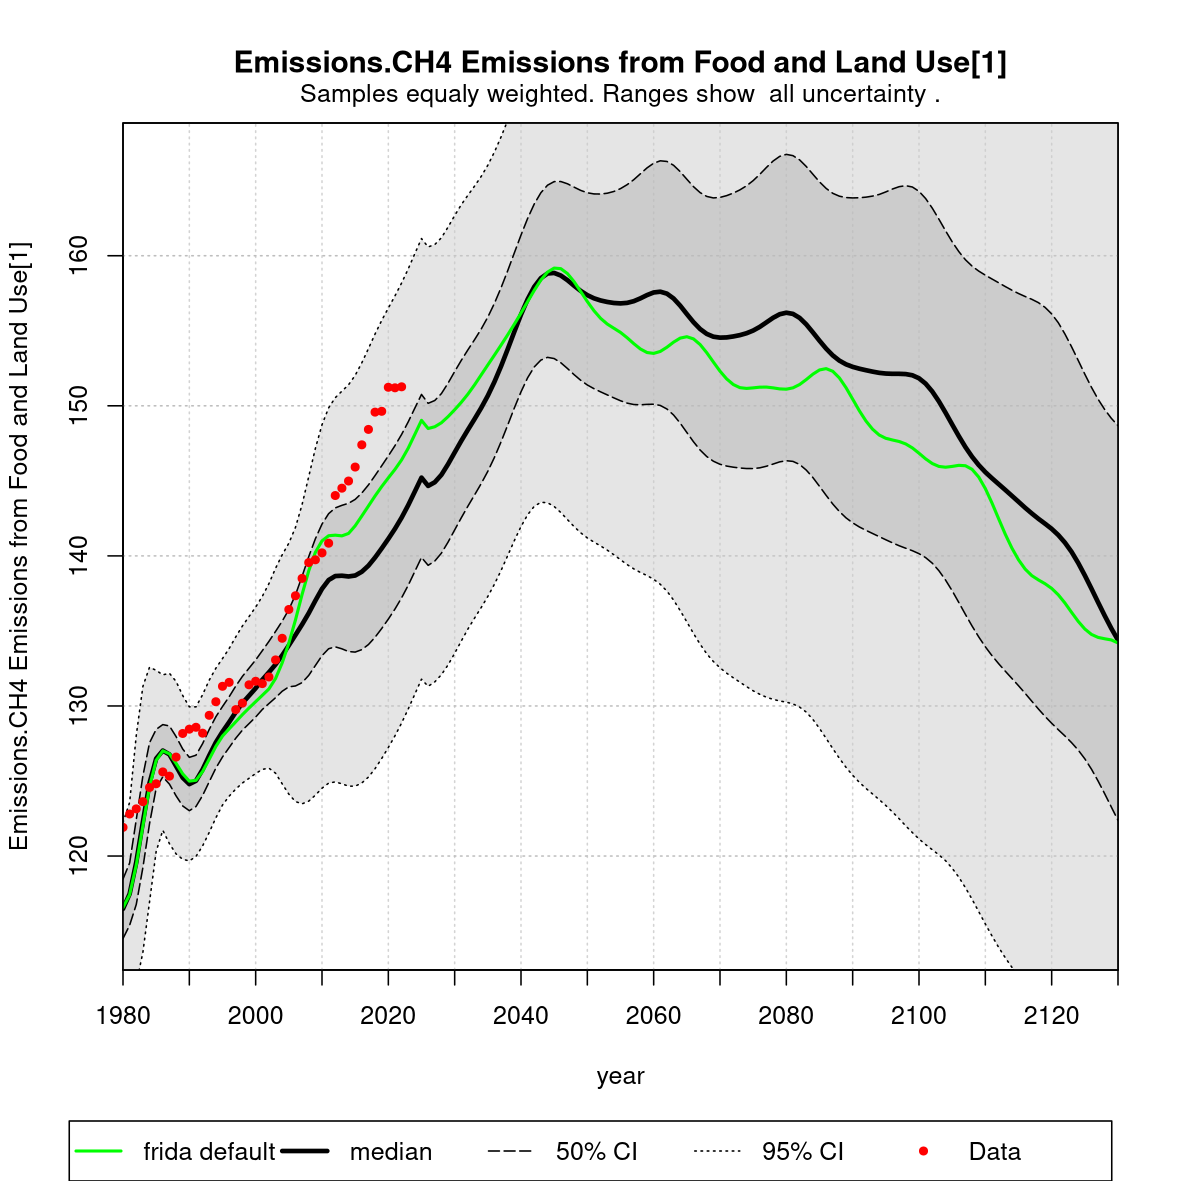 Emissions.CH4 Emissions from Food and Land Use[1]
Samples equaly weighted. Ranges show  all uncertainty .
Emissions.CH4 Emissions from Food and Land Use[1]
160
150
140
130
120
1980 2000 2020 2040 2060 2080 2100 2120
year
frida default median 50% CI 95% CI Data